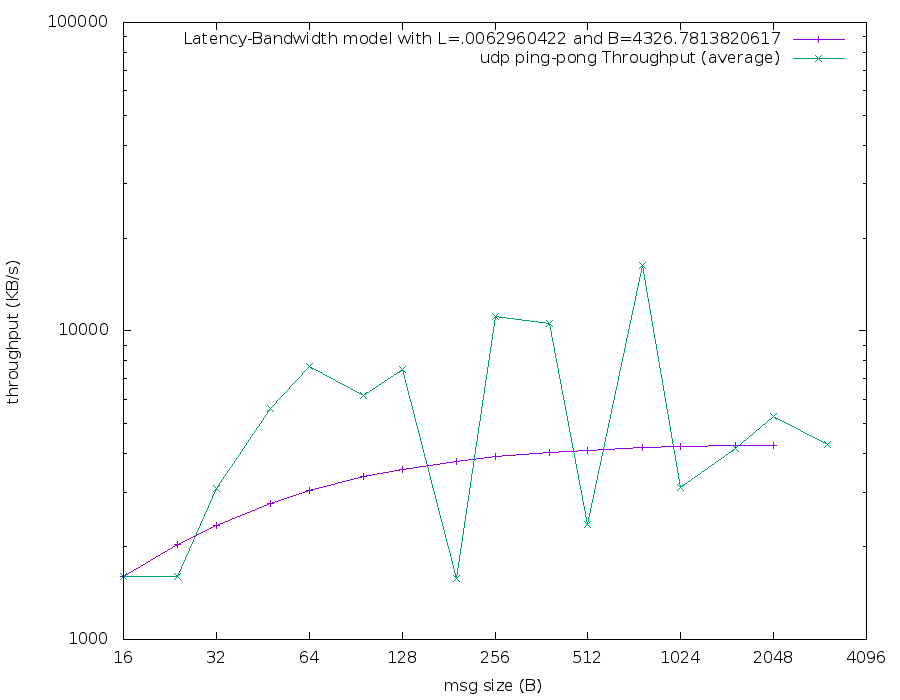 100000
Latency-Bandwidth model with L=.0062960422 and B=4326.7813820617
udp ping-pong Throughput (average)
throughput (KB/s)
10000
1000
16 32 64 128 256 512 1024 2048 4096
msg size (B)